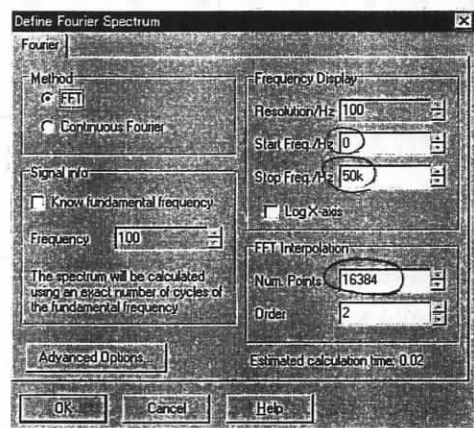 Define Fourier Spectrum
Fourier
Method
FFT
Continuous Fourier
Signal info
Know fundamental frequency
Frequency 100
The spectrum will be calculated
using an exact number of cycles of
the fundamental frequency
Advanced Options...
Frequency Display
Resolution/Hz 100
Start Freq./Hz 0
Stop Freq./Hz 50k
Log X-axis
FFT Interpolation
Num. Points 16384
Order 2
Estimated calculation time: 0.02
OK Cancel Help